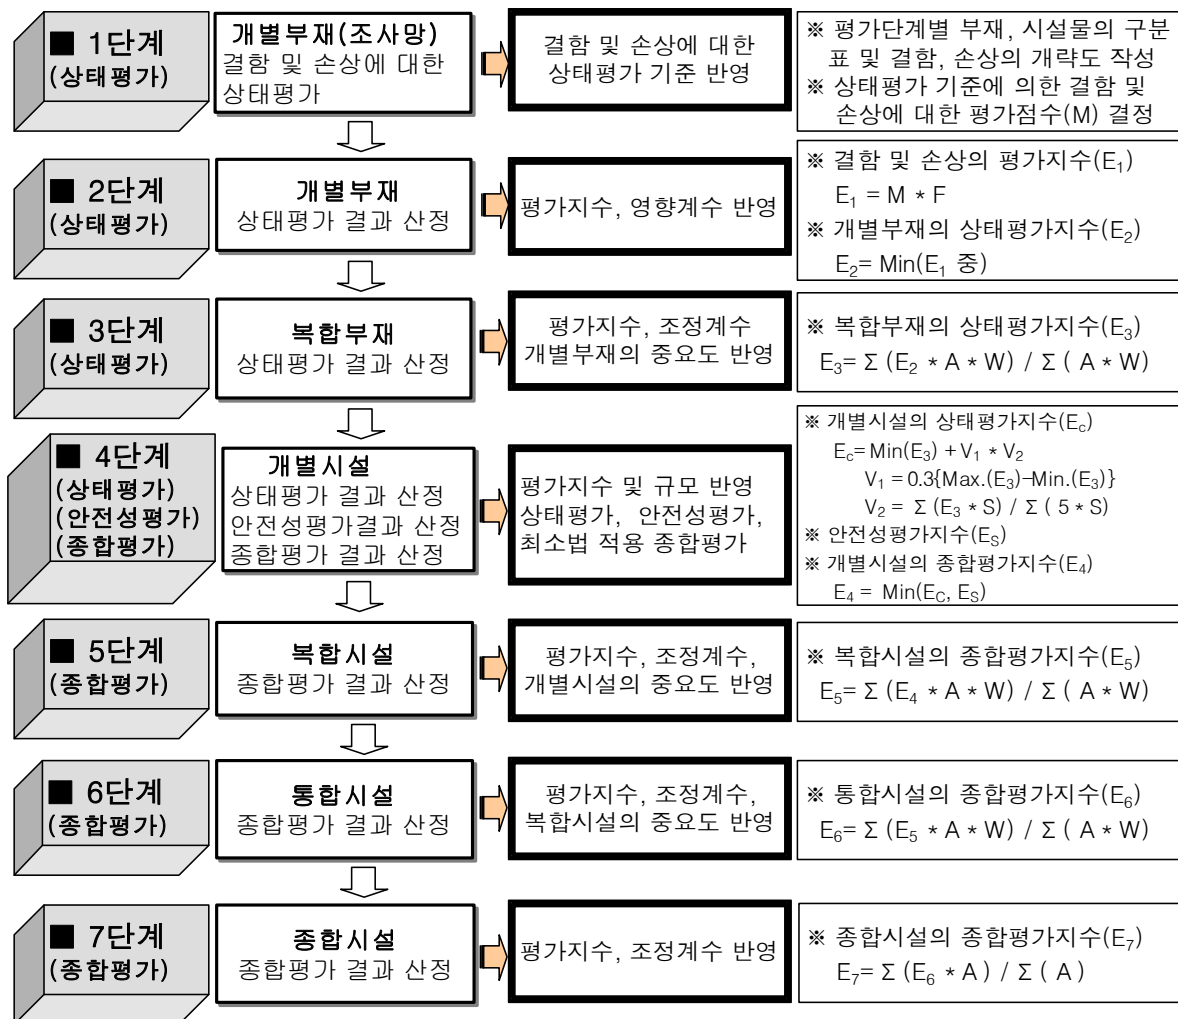 ■ 1단계
(상태평가)
개별부재(조사망)
결함 및 손상에 대한
상태평가
결함 및 손상에 대한
상태평가 기준 반영
※ 평가단계별 부재, 시설물의 구분
표 및 결함, 손상의 개략도 작성
※ 상태평가 기준에 의한 결함 및
손상에 대한 평가점수(M) 결정
■ 2단계
(상태평가)
개별부재
상태평가 결과 산정
평가지수, 영향계수 반영
※ 결함 및 손상의 평가지수(E₁)
E₁ = M * F
※ 개별부재의 상태평가지수(E₂)
E₂= Min(E₁ 중)
■ 3단계
(상태평가)
복합부재
상태평가 결과 산정
평가지수, 조정계수
개별부재의 중요도 반영
※ 복합부재의 상태평가지수(E₃)
E₃= Σ (E₂ * A * W) / Σ ( A * W)
■ 4단계
(상태평가)
(안전성평가)
(종합평가)
개별시설
상태평가 결과 산정
안전성평가결과 산정
종합평가 결과 산정
평가지수 및 규모 반영
상태평가, 안전성평가,
최소법 적용 종합평가
※ 개별시설의 상태평가지수(E_c)
E_c= Min(E₃) + V₁ * V₂
V₁ = 0.3{Max.(E₃)-Min.(E₃)}
V₂ = Σ (E₃ * S) / Σ ( 5 * S)
※ 안전성평가지수(E_S)
※ 개별시설의 종합평가지수(E₄)
E₄ = Min(E_C, E_S)
■ 5단계
(종합평가)
복합시설
종합평가 결과 산정
평가지수, 조정계수,
개별시설의 중요도 반영
※ 복합시설의 종합평가지수(E₅)
E₅= Σ (E₄ * A * W) / Σ ( A * W)
■ 6단계
(종합평가)
통합시설
종합평가 결과 산정
평가지수, 조정계수,
복합시설의 중요도 반영
※ 통합시설의 종합평가지수(E₆)
E₆= Σ (E₅ * A * W) / Σ ( A * W)
■ 7단계
(종합평가)
종합시설
종합평가 결과 산정
평가지수, 조정계수 반영
※ 종합시설의 종합평가지수(E₇)
E₇= Σ (E₆ * A ) / Σ ( A )